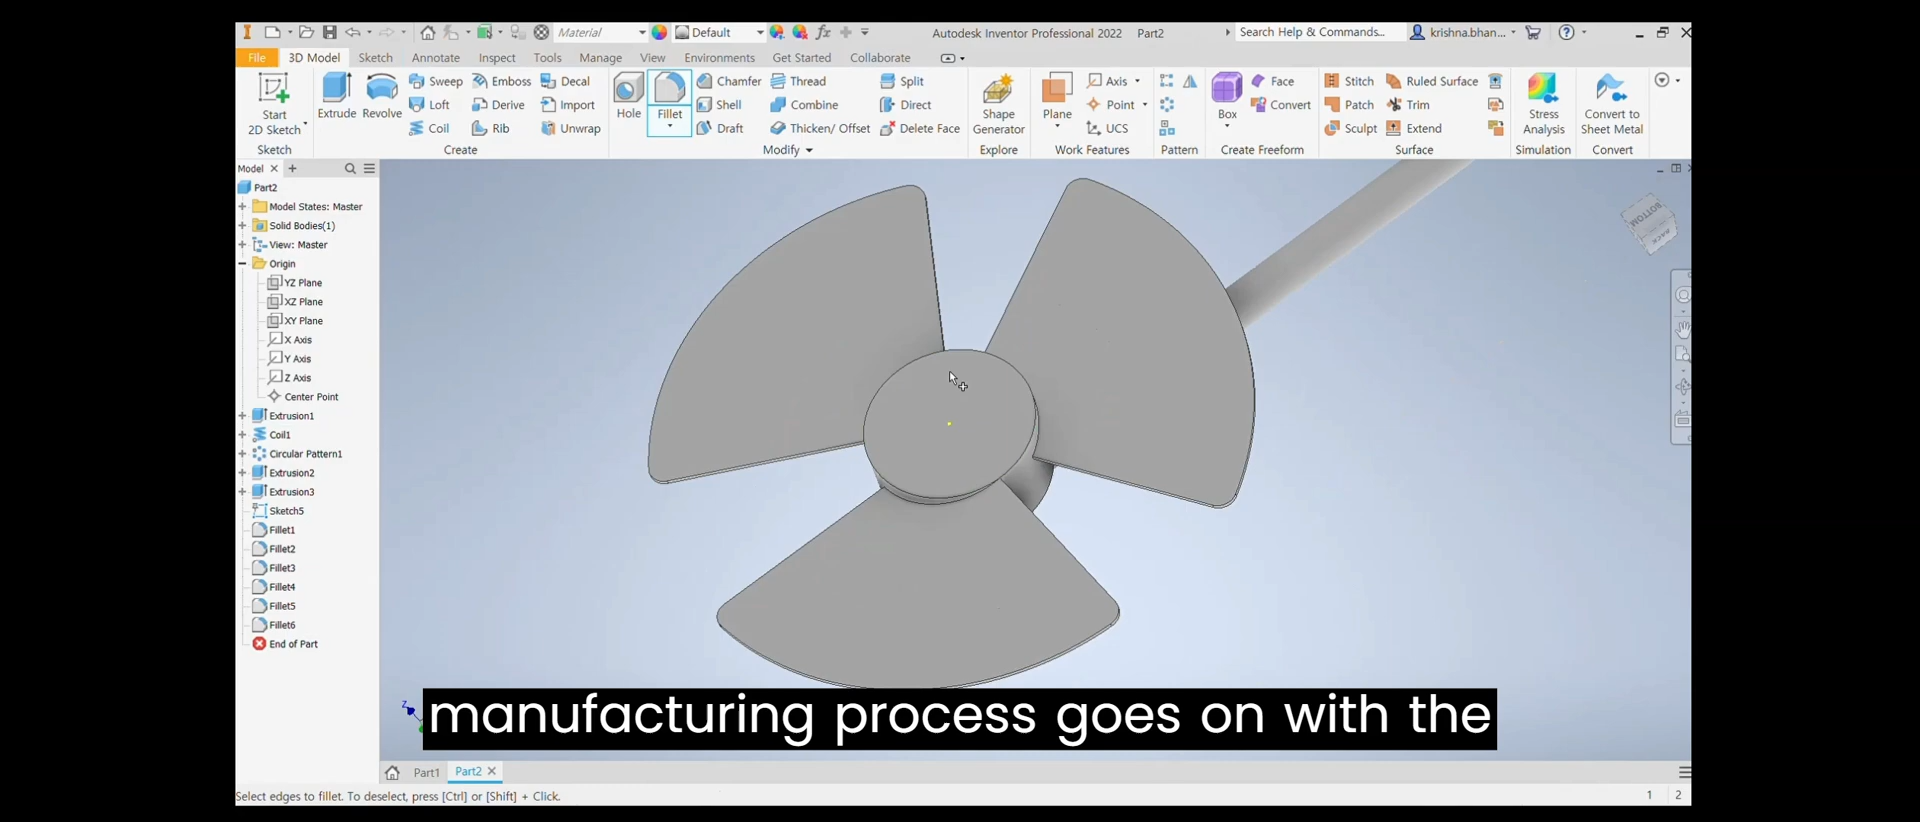 Material
Default
fx
Autodesk Inventor Professional 2022 Part2
Search Help & Commands...
krishna.bhan...
File
3D Model
Sketch
Annotate
Inspect
Tools
Manage
View
Environments
Get Started
Collaborate
Start
2D Sketch
Sketch
Extrude
Revolve
Sweep
Loft
Coil
Emboss
Derive
Rib
Decal
Import
Unwrap
Create
Hole
Fillet
Chamfer
Shell
Draft
Thread
Combine
Thicken/ Offset
Split
Direct
Delete Face
Modify
Shape
Generator
Explore
Plane
Axis
Point
UCS
Work Features
Pattern
Box
Face
Convert
Create Freeform
Stitch
Patch
Sculpt
Ruled Surface
Trim
Extend
Surface
Stress
Analysis
Simulation
Convert to
Sheet Metal
Convert
Model
Part2
Model States: Master
Solid Bodies(1)
View: Master
Origin
YZ Plane
XZ Plane
XY Plane
X Axis
Y Axis
Z Axis
Center Point
Extrusion1
Coil1
Circular Pattern1
Extrusion2
Extrusion3
Sketch5
Fillet1
Fillet2
Fillet3
Fillet4
Fillet5
Fillet6
End of Part
BOTTOM
BACK
Z
manufacturing process goes on with the
Part1
Part2
Select edges to fillet. To deselect, press [Ctrl] or [Shift] + Click.
1 2